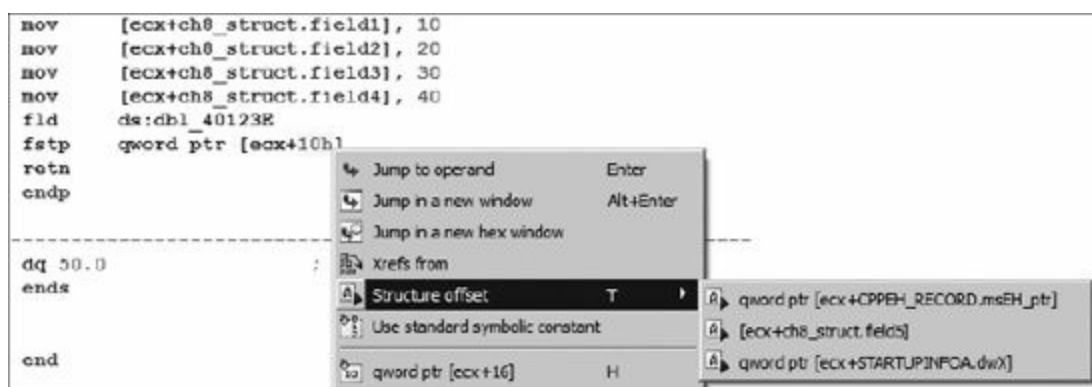 mov [ecx+ch8_struct.field1], 10
mov [ecx+ch8_struct.field2], 20
mov [ecx+ch8_struct.field3], 30
mov [ecx+ch8_struct.field4], 40
fld ds:dbl_40123E
fstp qword ptr [ecx+10h]
retn
endp
dq 50.0 ;
ends
end
Jump to operand Enter
Jump in a new window Alt+Enter
Jump in a new hex window
Xrefs from
Structure offset T
Use standard symbolic constant
qword ptr [ecx+16] H
qword ptr [ecx+CPPEH_RECORD.msEH_ptr]
[ecx+ch8_struct.field5]
qword ptr [ecx+STARTUPINFOA.dwX]